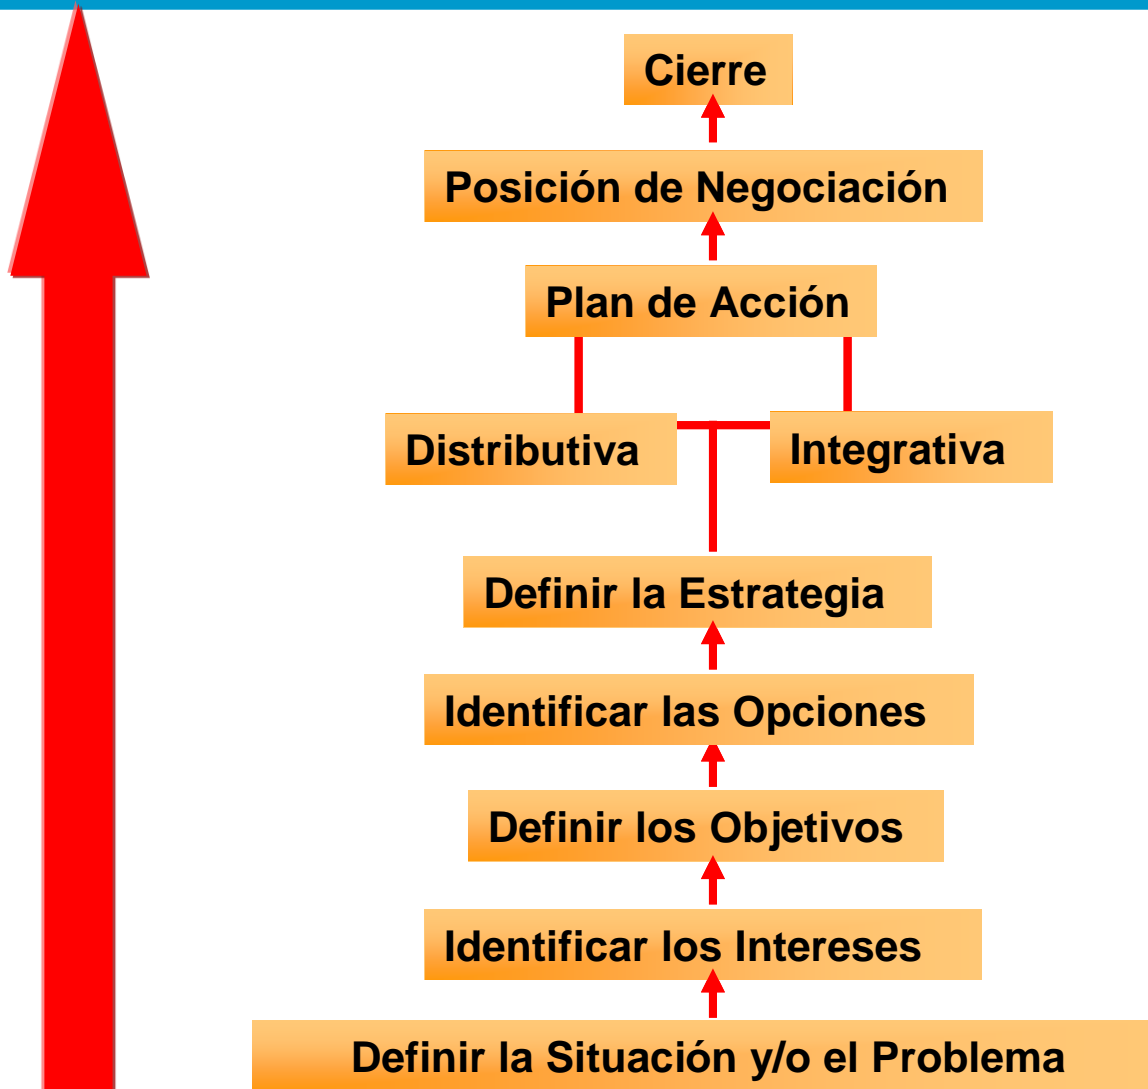 Cierre
Posición de Negociación
Plan de Acción
Distributiva
Integrativa
Definir la Estrategia
Identificar las Opciones
Definir los Objetivos
Identificar los Intereses
Definir la Situación y/o el Problema